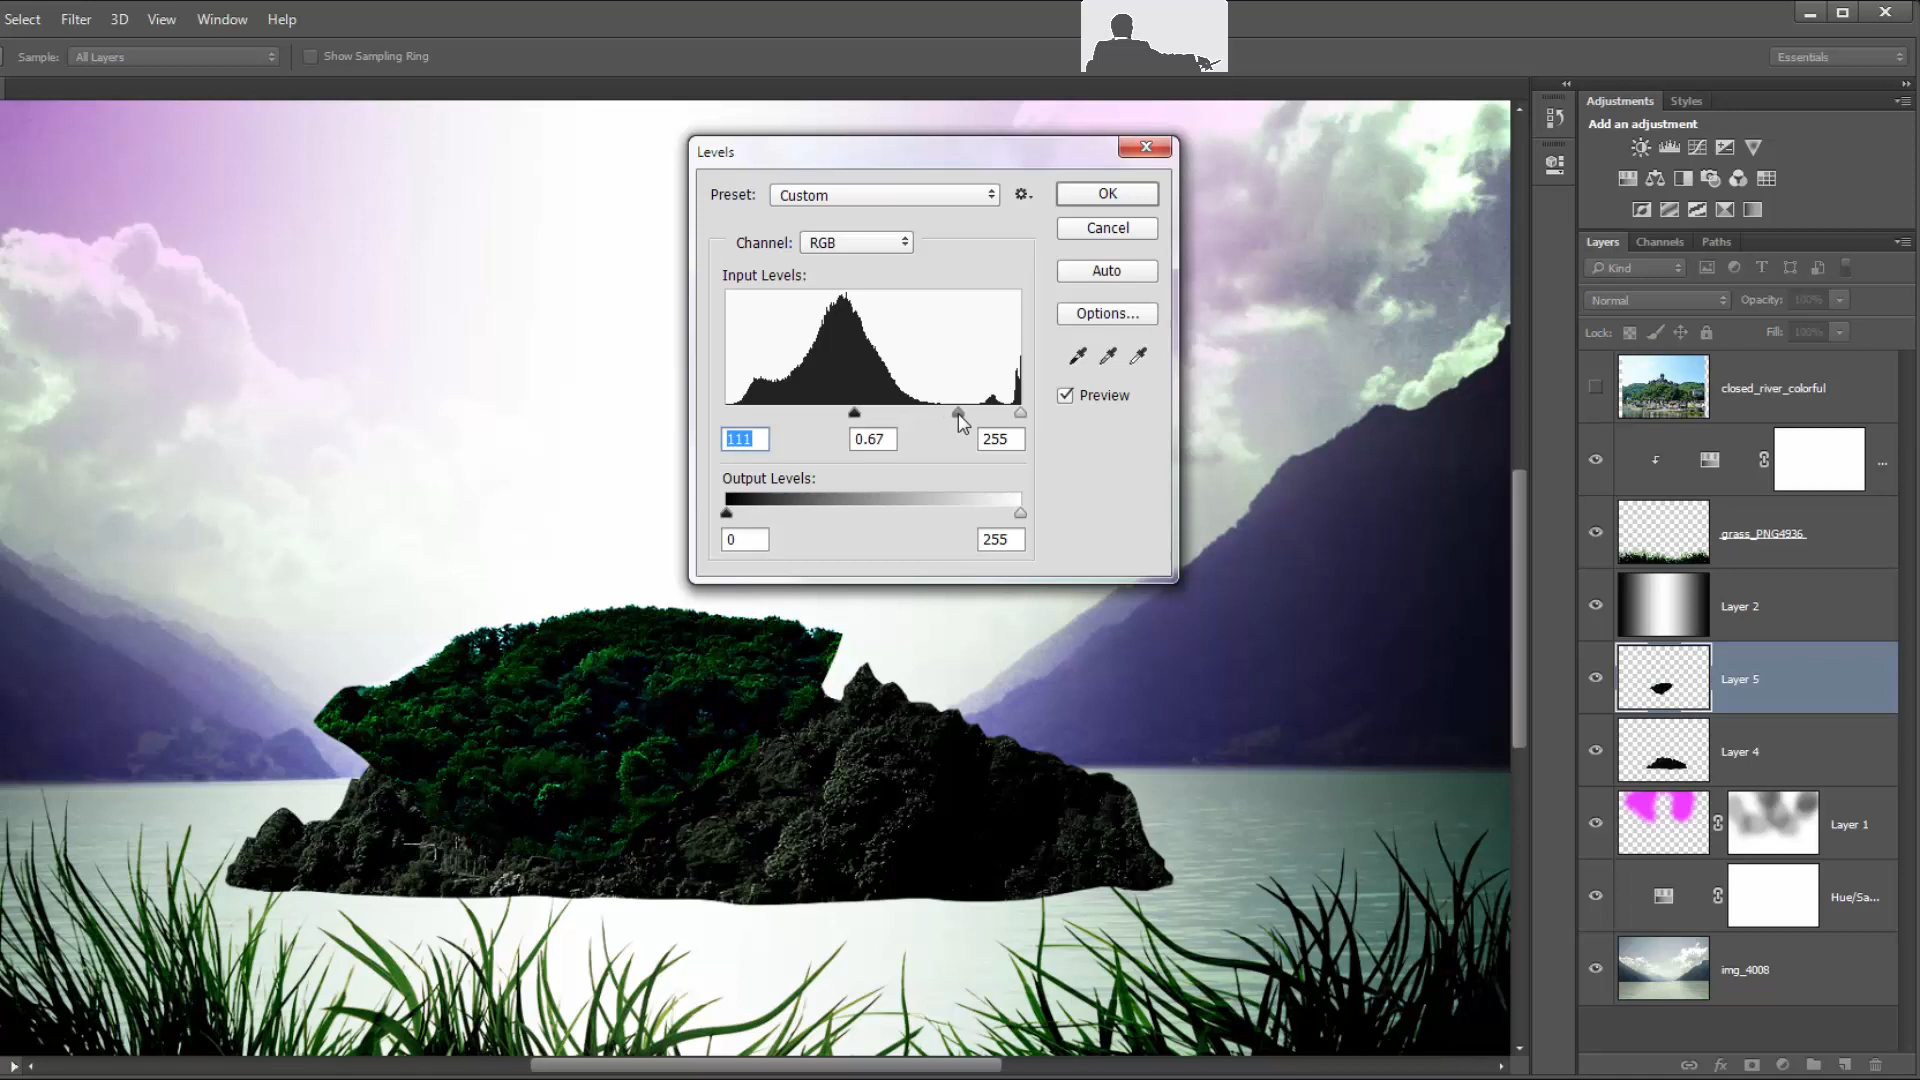 Select Filter 3D View Window Help
Sample: All Layers Show Sampling Ring Essentials
Adjustments Styles
Add an adjustment
Levels
Preset: Custom OK
Cancel
Channel: RGB
Auto
Input Levels:
Options...
Preview
111 0.67 255
Output Levels:
0 255
Layers Channels Paths
Kind
Normal Opacity: 100%
Lock: Fill: 100%
closed_river_colorful
...
grass_PNG4936
Layer 2
Layer 5
Layer 4
Layer 1
Hue/Sa...
img_4008
fx